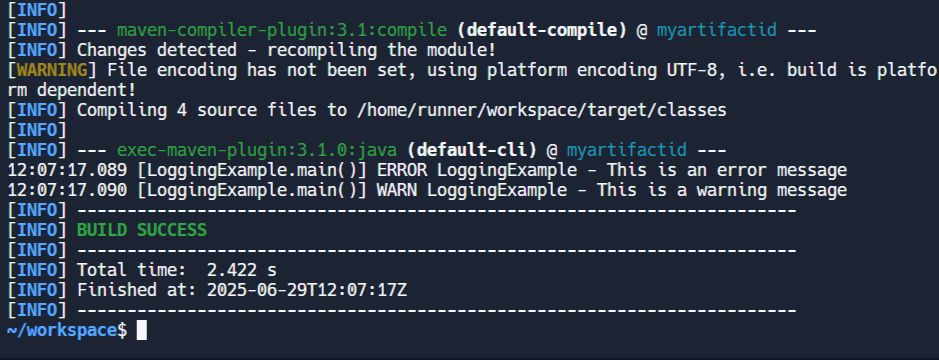 [INFO]
[INFO] --- maven-compiler-plugin:3.1:compile (default-compile) @ myartifactid ---
[INFO] Changes detected - recompiling the module!
[WARNING] File encoding has not been set, using platform encoding UTF-8, i.e. build is platfo
rm dependent!
[INFO] Compiling 4 source files to /home/runner/workspace/target/classes
[INFO]
[INFO] --- exec-maven-plugin:3.1.0:java (default-cli) @ myartifactid ---
12:07:17.089 [LoggingExample.main()] ERROR LoggingExample - This is an error message
12:07:17.090 [LoggingExample.main()] WARN LoggingExample - This is a warning message
[INFO] ------------------------------------------------------------------------
[INFO] BUILD SUCCESS
[INFO] ------------------------------------------------------------------------
[INFO] Total time:  2.422 s
[INFO] Finished at: 2025-06-29T12:07:17Z
[INFO] ------------------------------------------------------------------------
~/workspace$